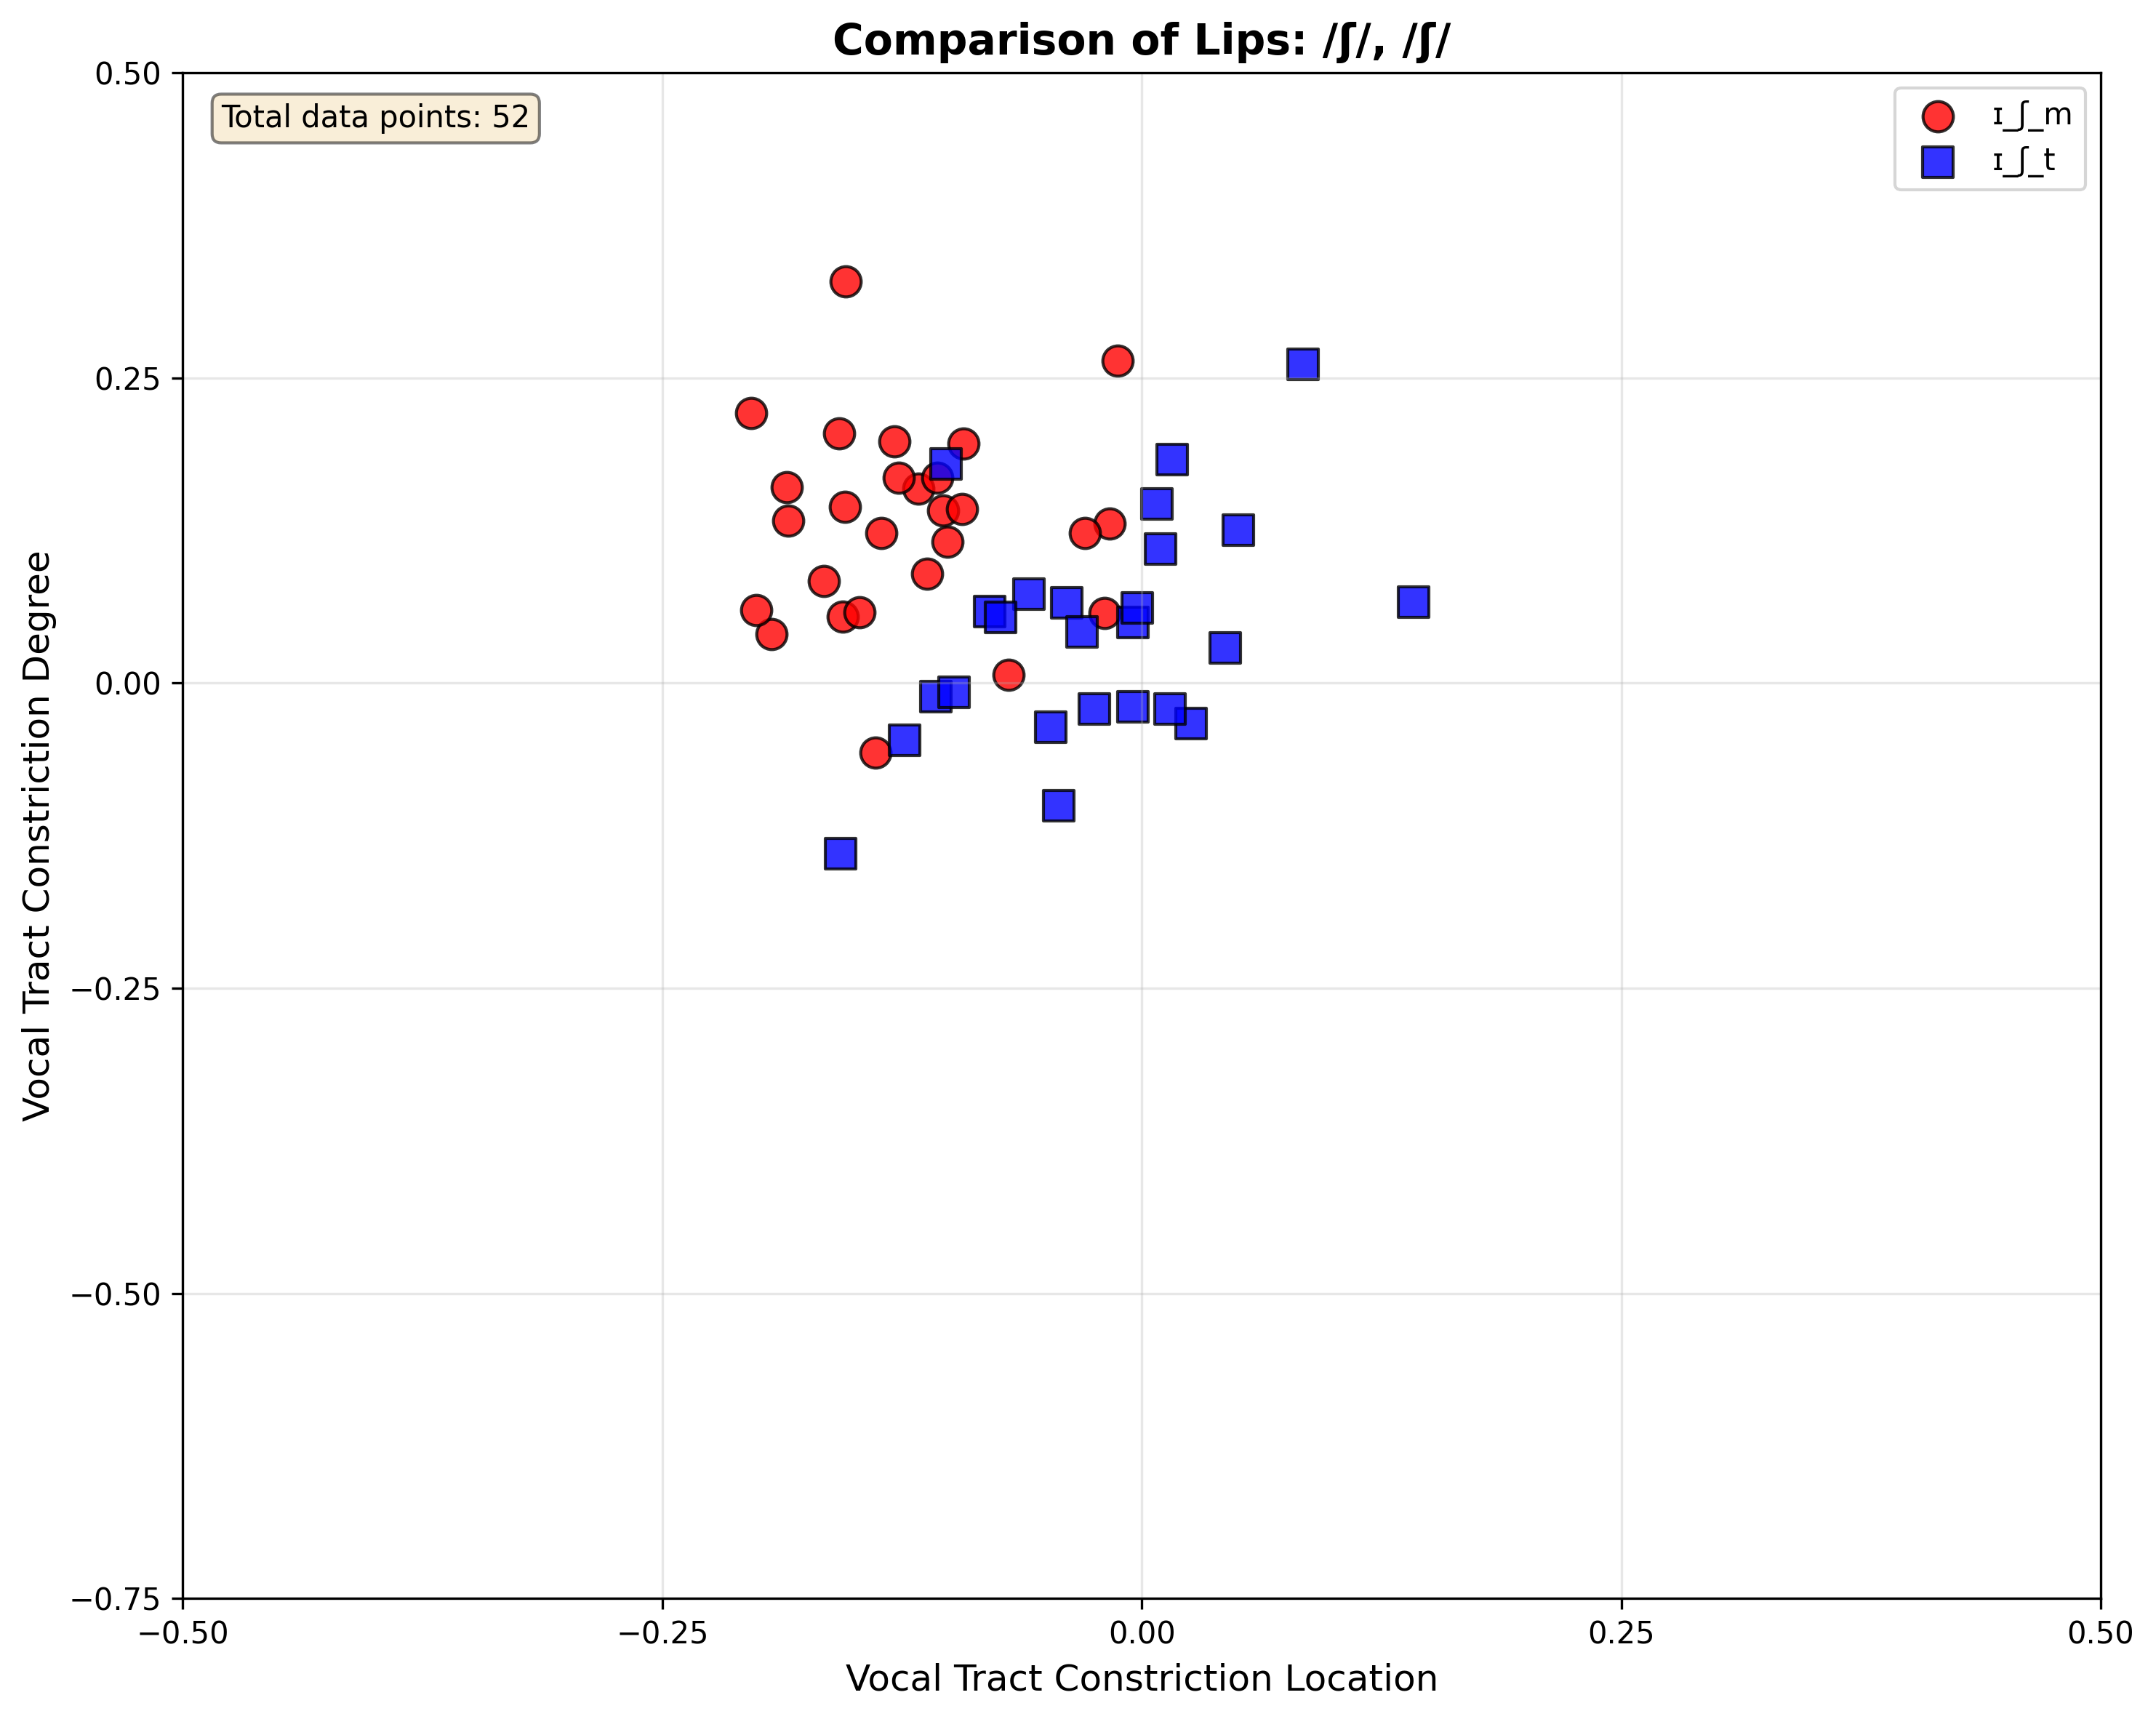 Comparison of Lips: /ʃ/, /ʃ/
Total data points: 52
ɪ_ʃ_m
ɪ_ʃ_t
Vocal Tract Constriction Degree
0.50
0.25
0.00
−0.25
−0.50
−0.75
−0.50
−0.25
0.00
0.25
0.50
Vocal Tract Constriction Location